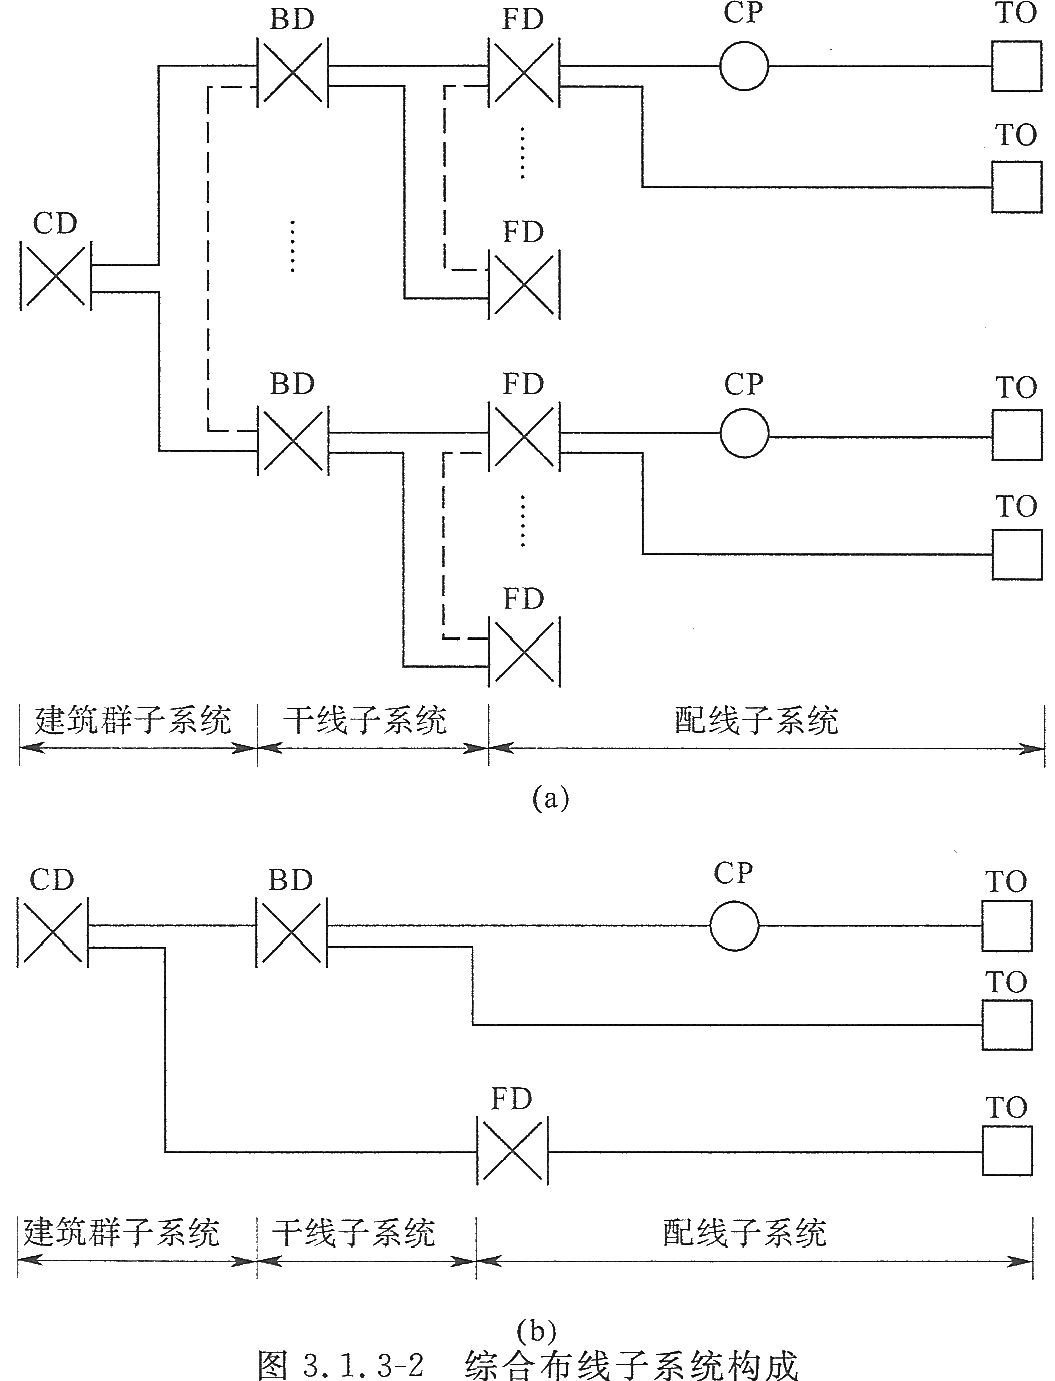 BD FD CP TO
TO
CD FD
BD FD CP TO
TO
FD
建筑群子系统 干线子系统 配线子系统
(a)
CD BD CP TO
TO
FD TO
建筑群子系统 干线子系统 配线子系统
(b)
图 3.1.3-2 综合布线子系统构成